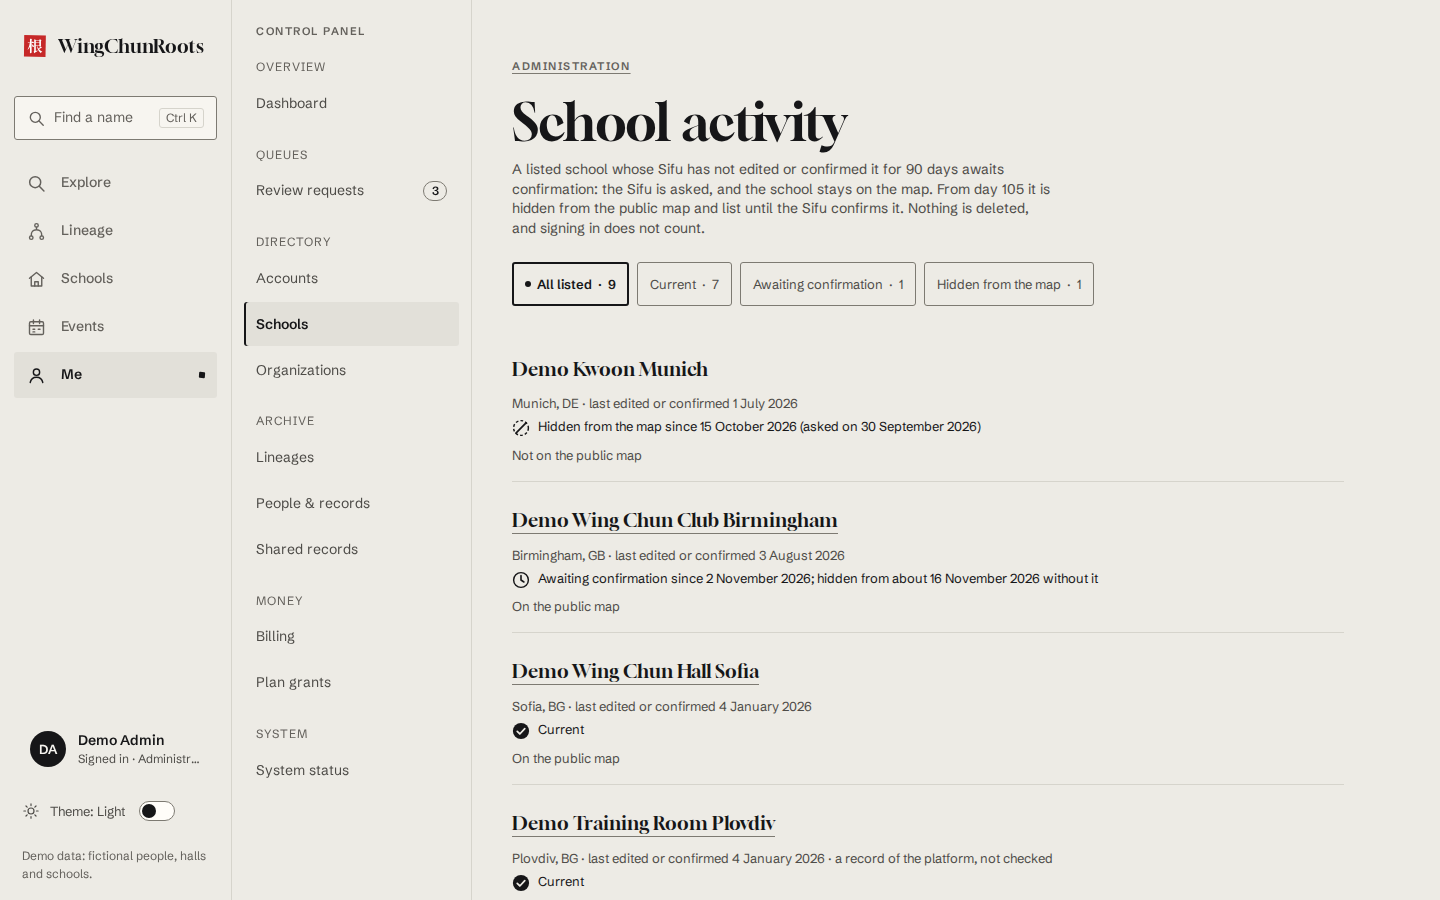 根 WingChunRoots
Find a name Ctrl K
Explore
Lineage
Schools
Events
Me
DA Demo Admin
Signed in · Administr...
Theme: Light
Demo data: fictional people, halls
and schools.
CONTROL PANEL
OVERVIEW
Dashboard
QUEUES
Review requests 3
DIRECTORY
Accounts
Schools
Organizations
ARCHIVE
Lineages
People & records
Shared records
MONEY
Billing
Plan grants
SYSTEM
System status
ADMINISTRATION
School activity
A listed school whose Sifu has not edited or confirmed it for 90 days awaits
confirmation: the Sifu is asked, and the school stays on the map. From day 105 it is
hidden from the public map and list until the Sifu confirms it. Nothing is deleted,
and signing in does not count.
All listed · 9 Current · 7 Awaiting confirmation · 1 Hidden from the map · 1
Demo Kwoon Munich
Munich, DE · last edited or confirmed 1 July 2026
Hidden from the map since 15 October 2026 (asked on 30 September 2026)
Not on the public map
Demo Wing Chun Club Birmingham
Birmingham, GB · last edited or confirmed 3 August 2026
Awaiting confirmation since 2 November 2026; hidden from about 16 November 2026 without it
On the public map
Demo Wing Chun Hall Sofia
Sofia, BG · last edited or confirmed 4 January 2026
Current
On the public map
Demo Training Room Plovdiv
Plovdiv, BG · last edited or confirmed 4 January 2026 · a record of the platform, not checked
Current